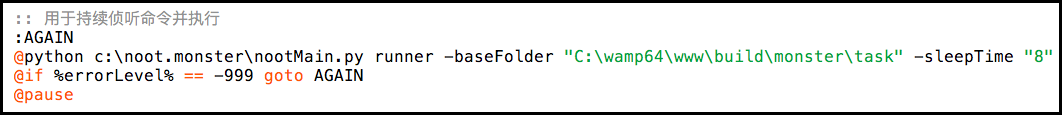 :: 用于持续侦听命令并执行
:AGAIN
@python c:\noot.monster\nootMain.py runner -baseFolder "C:\wamp64\www\build\monster\task" -sleepTime "8"
@if %errorLevel% == -999 goto AGAIN
@pause